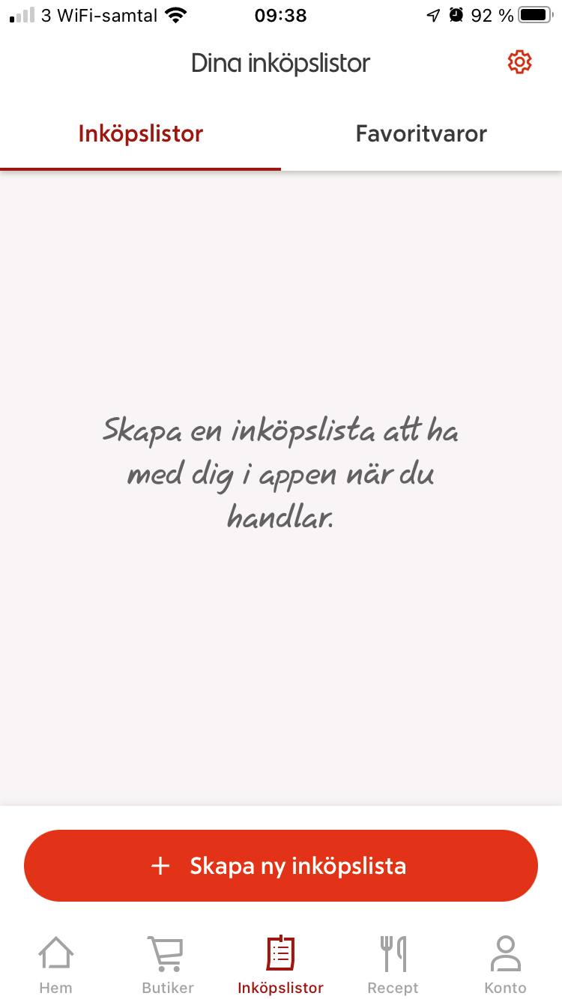 3 WiFi-samtal 09:38 92 %
Dina inköpslistor
Inköpslistor Favoritvaror
Skapa en inköpslista att ha
med dig i appen när du
handlar.
+ Skapa ny inköpslista
Hem Butiker Inköpslistor Recept Konto